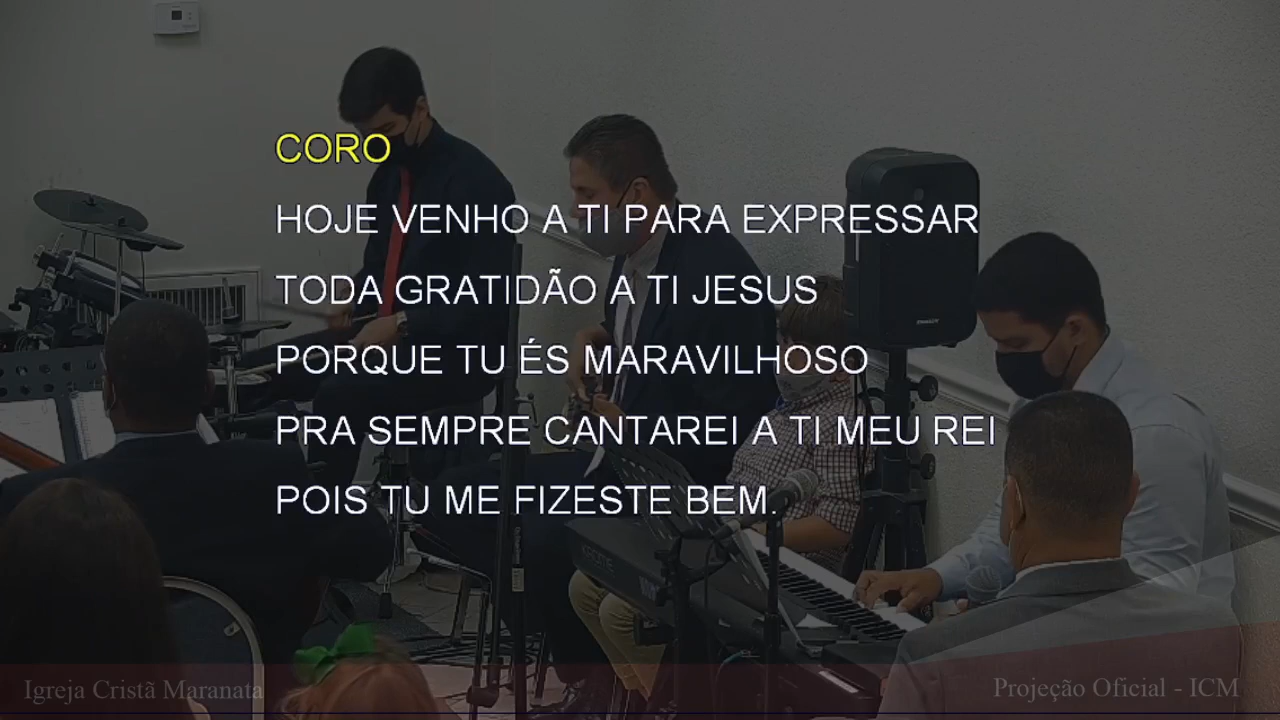 CORO
HOJE VENHO A TI PARA EXPRESSAR
TODA GRATIDÃO A TI JESUS
PORQUE TU ÉS MARAVILHOSO
PRA SEMPRE CANTAREI A TI MEU REI
POIS TU ME FIZESTE BEM.
Igreja Cristã Maranata
Projeção Oficial - ICM